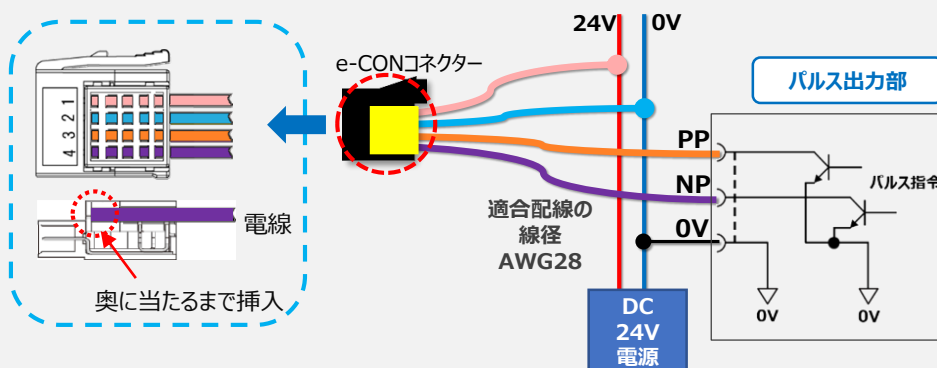 24V
0V
e-CONコネクター
パルス出力部
4 3 2 1
PP
NP
0V
パルス指令
電線
適合配線の
線径
AWG28
奥に当たるまで挿入
DC
24V
電源
0V
0V